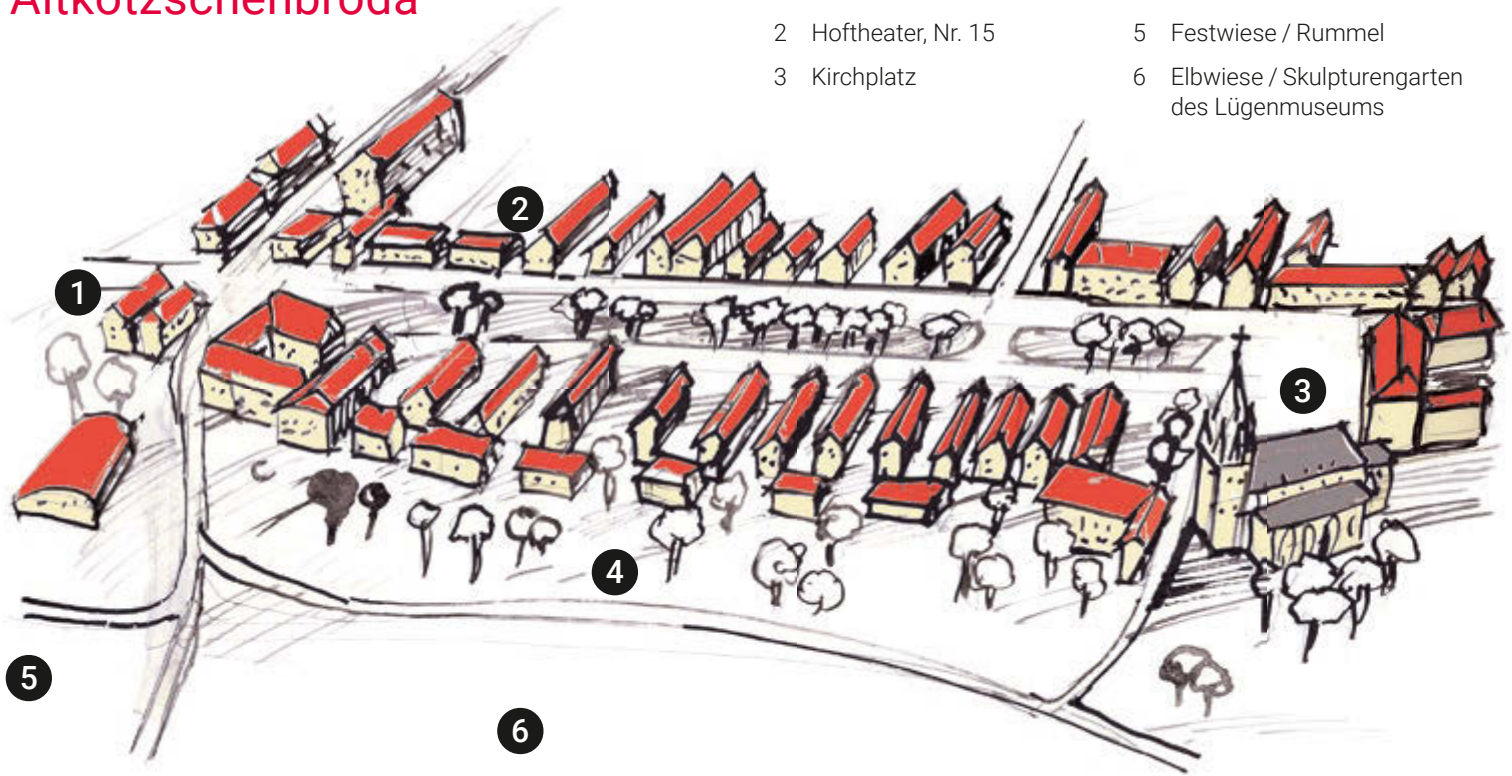 Altkötzschenbroda
2 Hoftheater, Nr. 15
3 Kirchplatz
5 Festwiese / Rummel
6 Elbwiese / Skulpturengarten
des Lügenmuseums
2
1
3
4
5
6